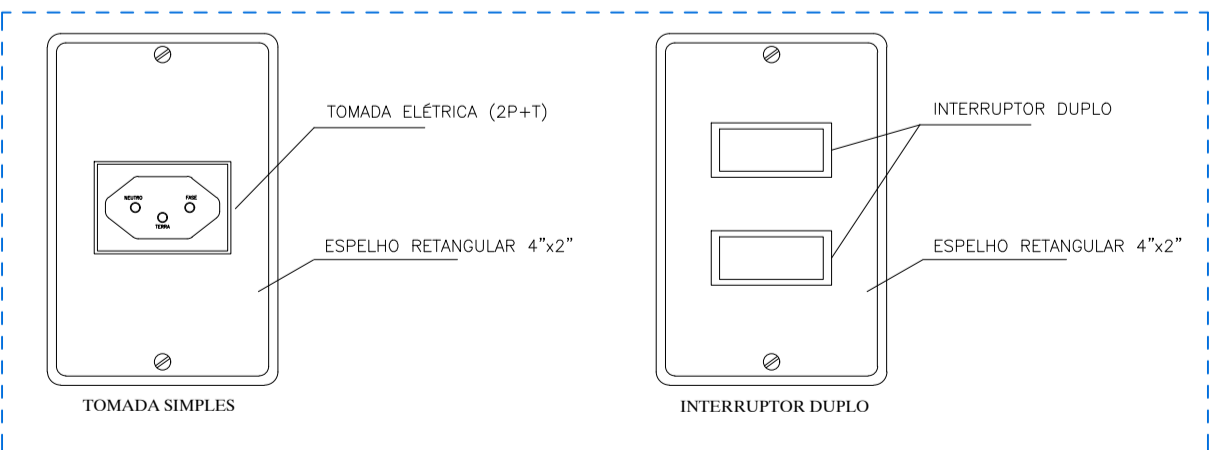 TOMADA ELÉTRICA (2P+T)
NEUTRO
FASE
TERRA
ESPELHO RETANGULAR 4”x2”
TOMADA SIMPLES
INTERRUPTOR DUPLO
ESPELHO RETANGULAR 4”x2”
INTERRUPTOR DUPLO